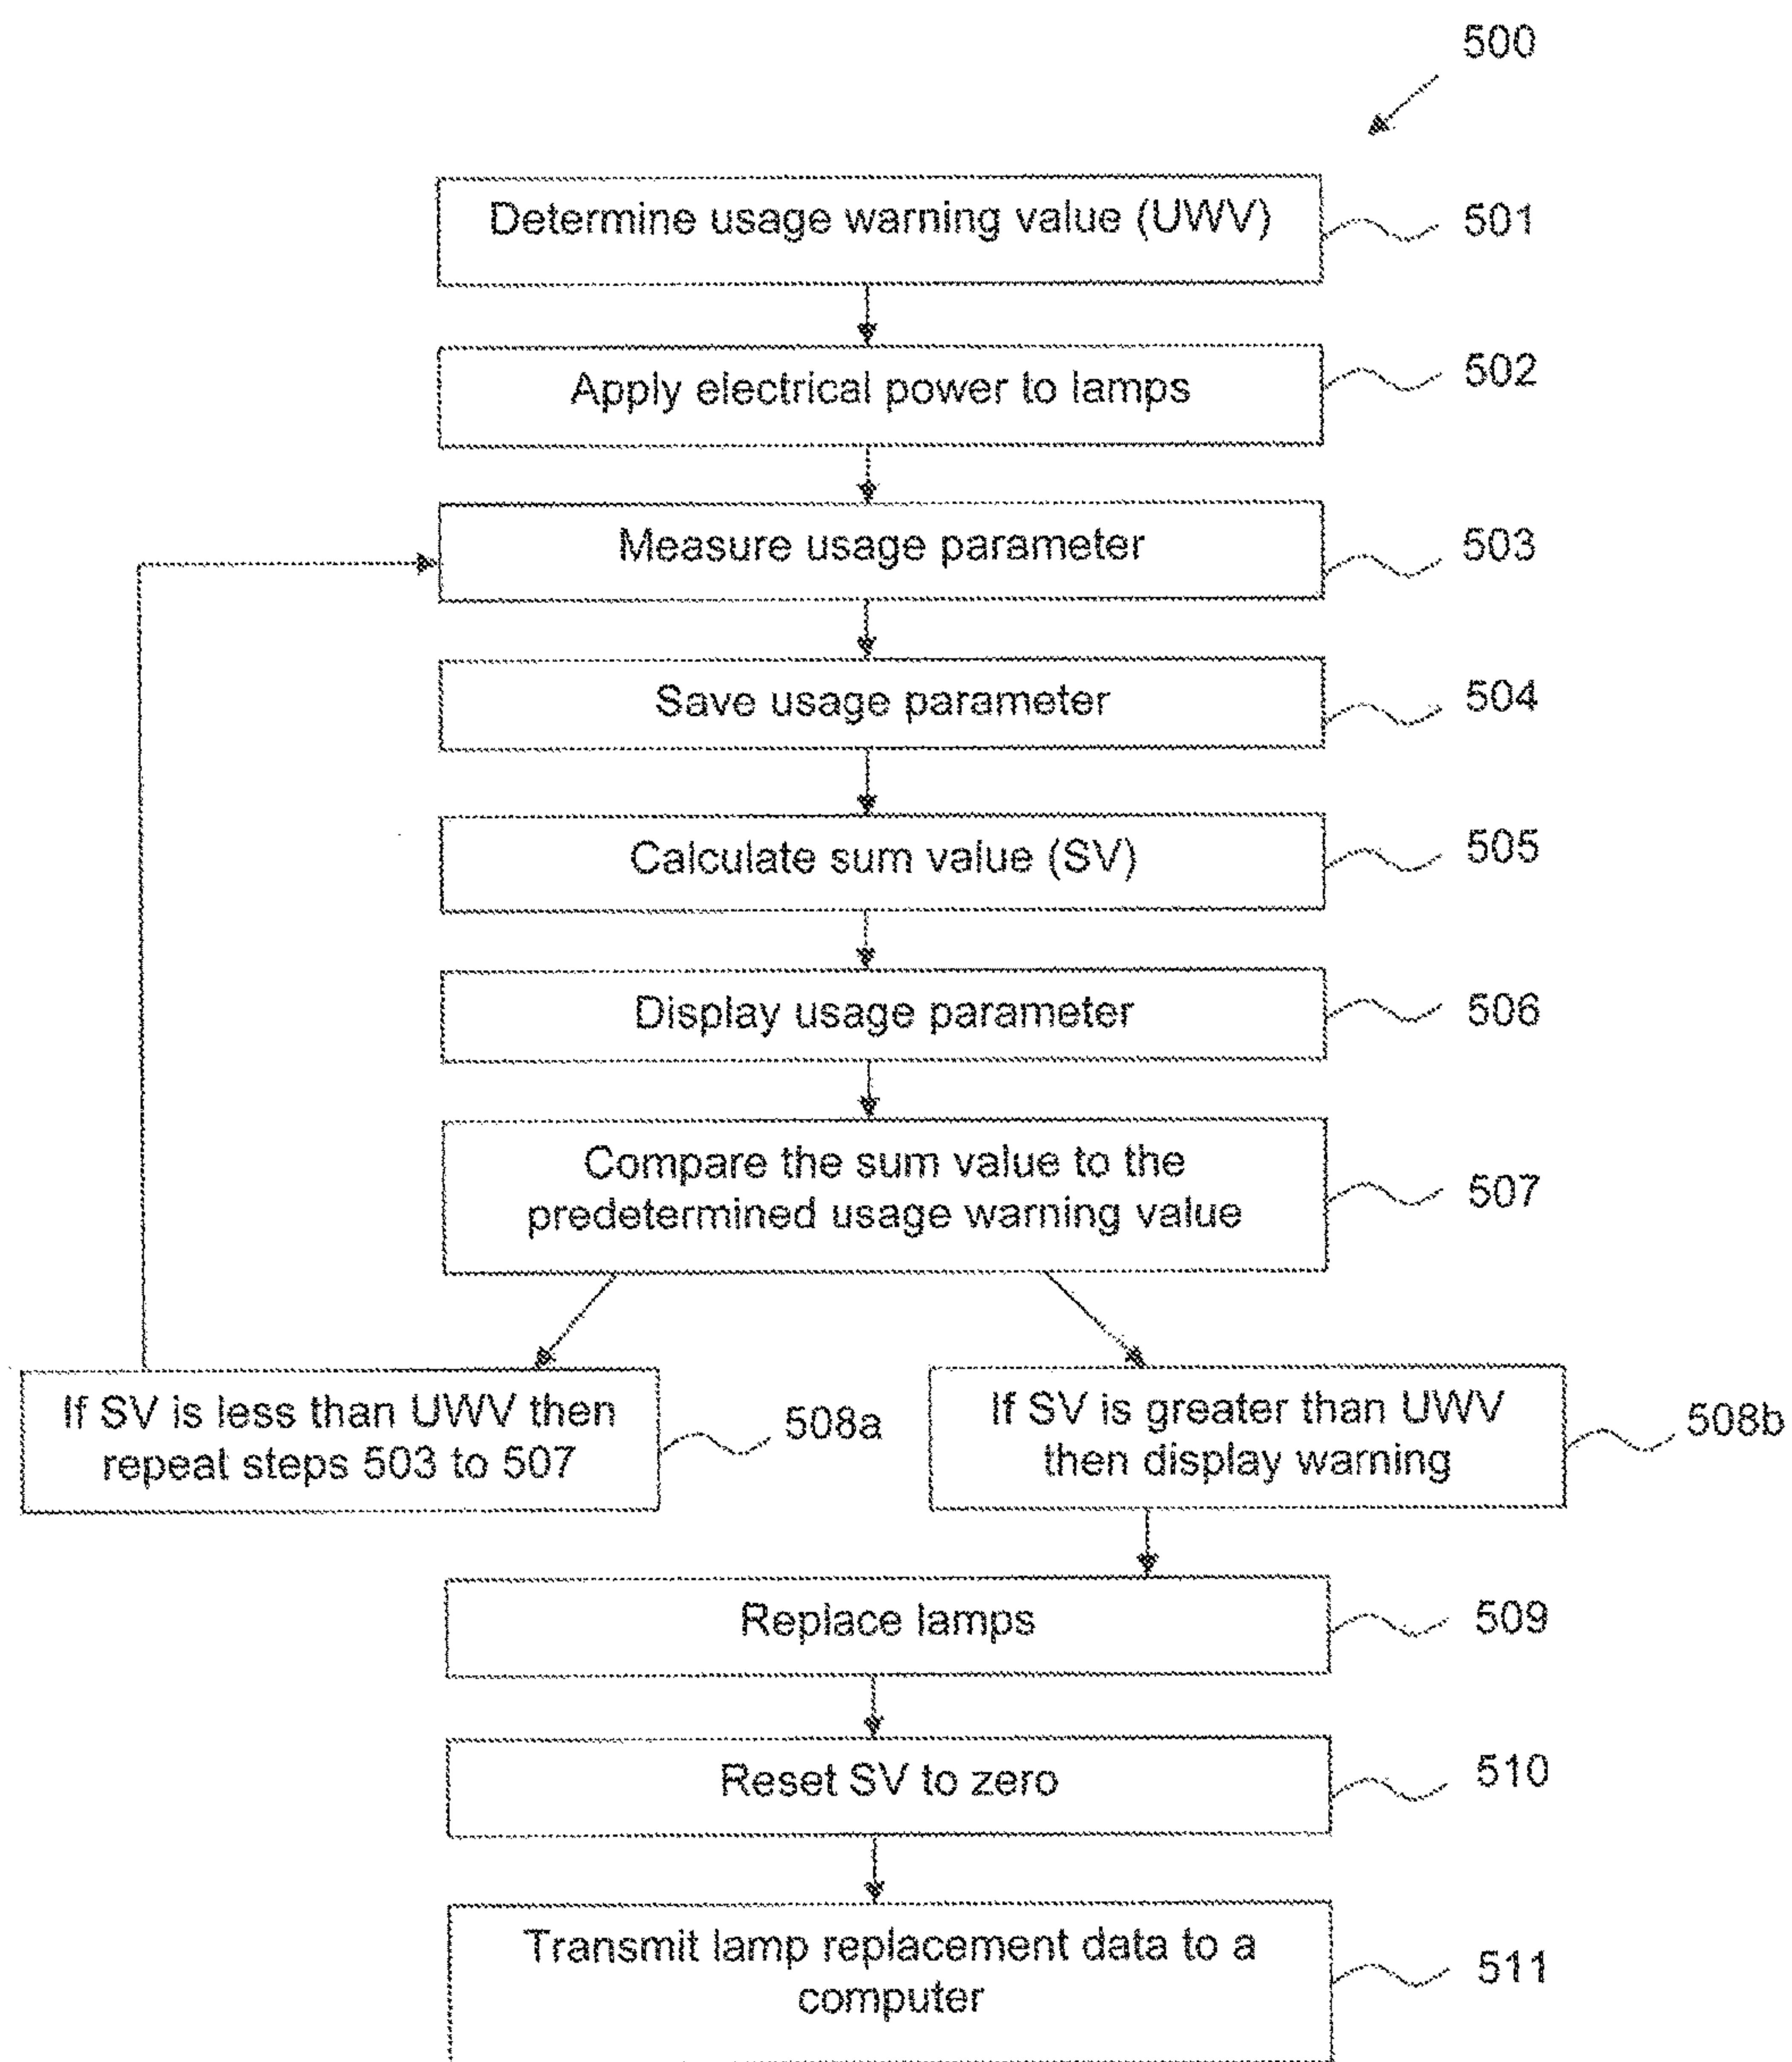 500
Determine usage warning value (UWV)
501
Apply electrical power to lamps
502
Measure usage parameter
503
Save usage parameter
504
Calculate sum value (SV)
505
Display usage parameter
506
Compare the sum value to the
predetermined usage warning value
507
If SV is less than UWV then
repeat steps 503 to 507
508a
If SV is greater than UWV
then display warning
508b
Replace lamps
509
Reset SV to zero
510
Transmit lamp replacement data to a
computer
511